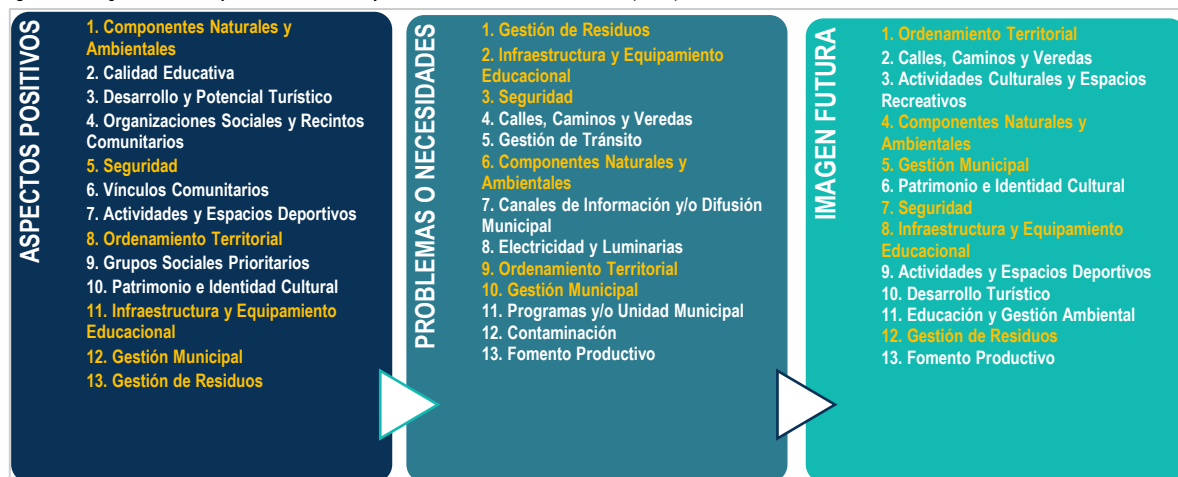 ASPECTOS POSITIVOS
1. Componentes Naturales y
Ambientales
2. Calidad Educativa
3. Desarrollo y Potencial Turístico
4. Organizaciones Sociales y Recintos
Comunitarios
5. Seguridad
6. Vínculos Comunitarios
7. Actividades y Espacios Deportivos
8. Ordenamiento Territorial
9. Grupos Sociales Prioritarios
10. Patrimonio e Identidad Cultural
11. Infraestructura y Equipamiento
Educacional
12. Gestión Municipal
13. Gestión de Residuos
PROBLEMAS O NECESIDADES
1. Gestión de Residuos
2. Infraestructura y Equipamiento
Educacional
3. Seguridad
4. Calles, Caminos y Veredas
5. Gestión de Tránsito
6. Componentes Naturales y
Ambientales
7. Canales de Información y/o Difusión
Municipal
8. Electricidad y Luminarias
9. Ordenamiento Territorial
10. Gestión Municipal
11. Programas y/o Unidad Municipal
12. Contaminación
13. Fomento Productivo
IMAGEN FUTURA
1. Ordenamiento Territorial
2. Calles, Caminos y Veredas
3. Actividades Culturales y Espacios
Recreativos
4. Componentes Naturales y
Ambientales
5. Gestión Municipal
6. Patrimonio e Identidad Cultural
7. Seguridad
8. Infraestructura y Equipamiento
Educacional
9. Actividades y Espacios Deportivos
10. Desarrollo Turístico
11. Educación y Gestión Ambiental
12. Gestión de Residuos
13. Fomento Productivo